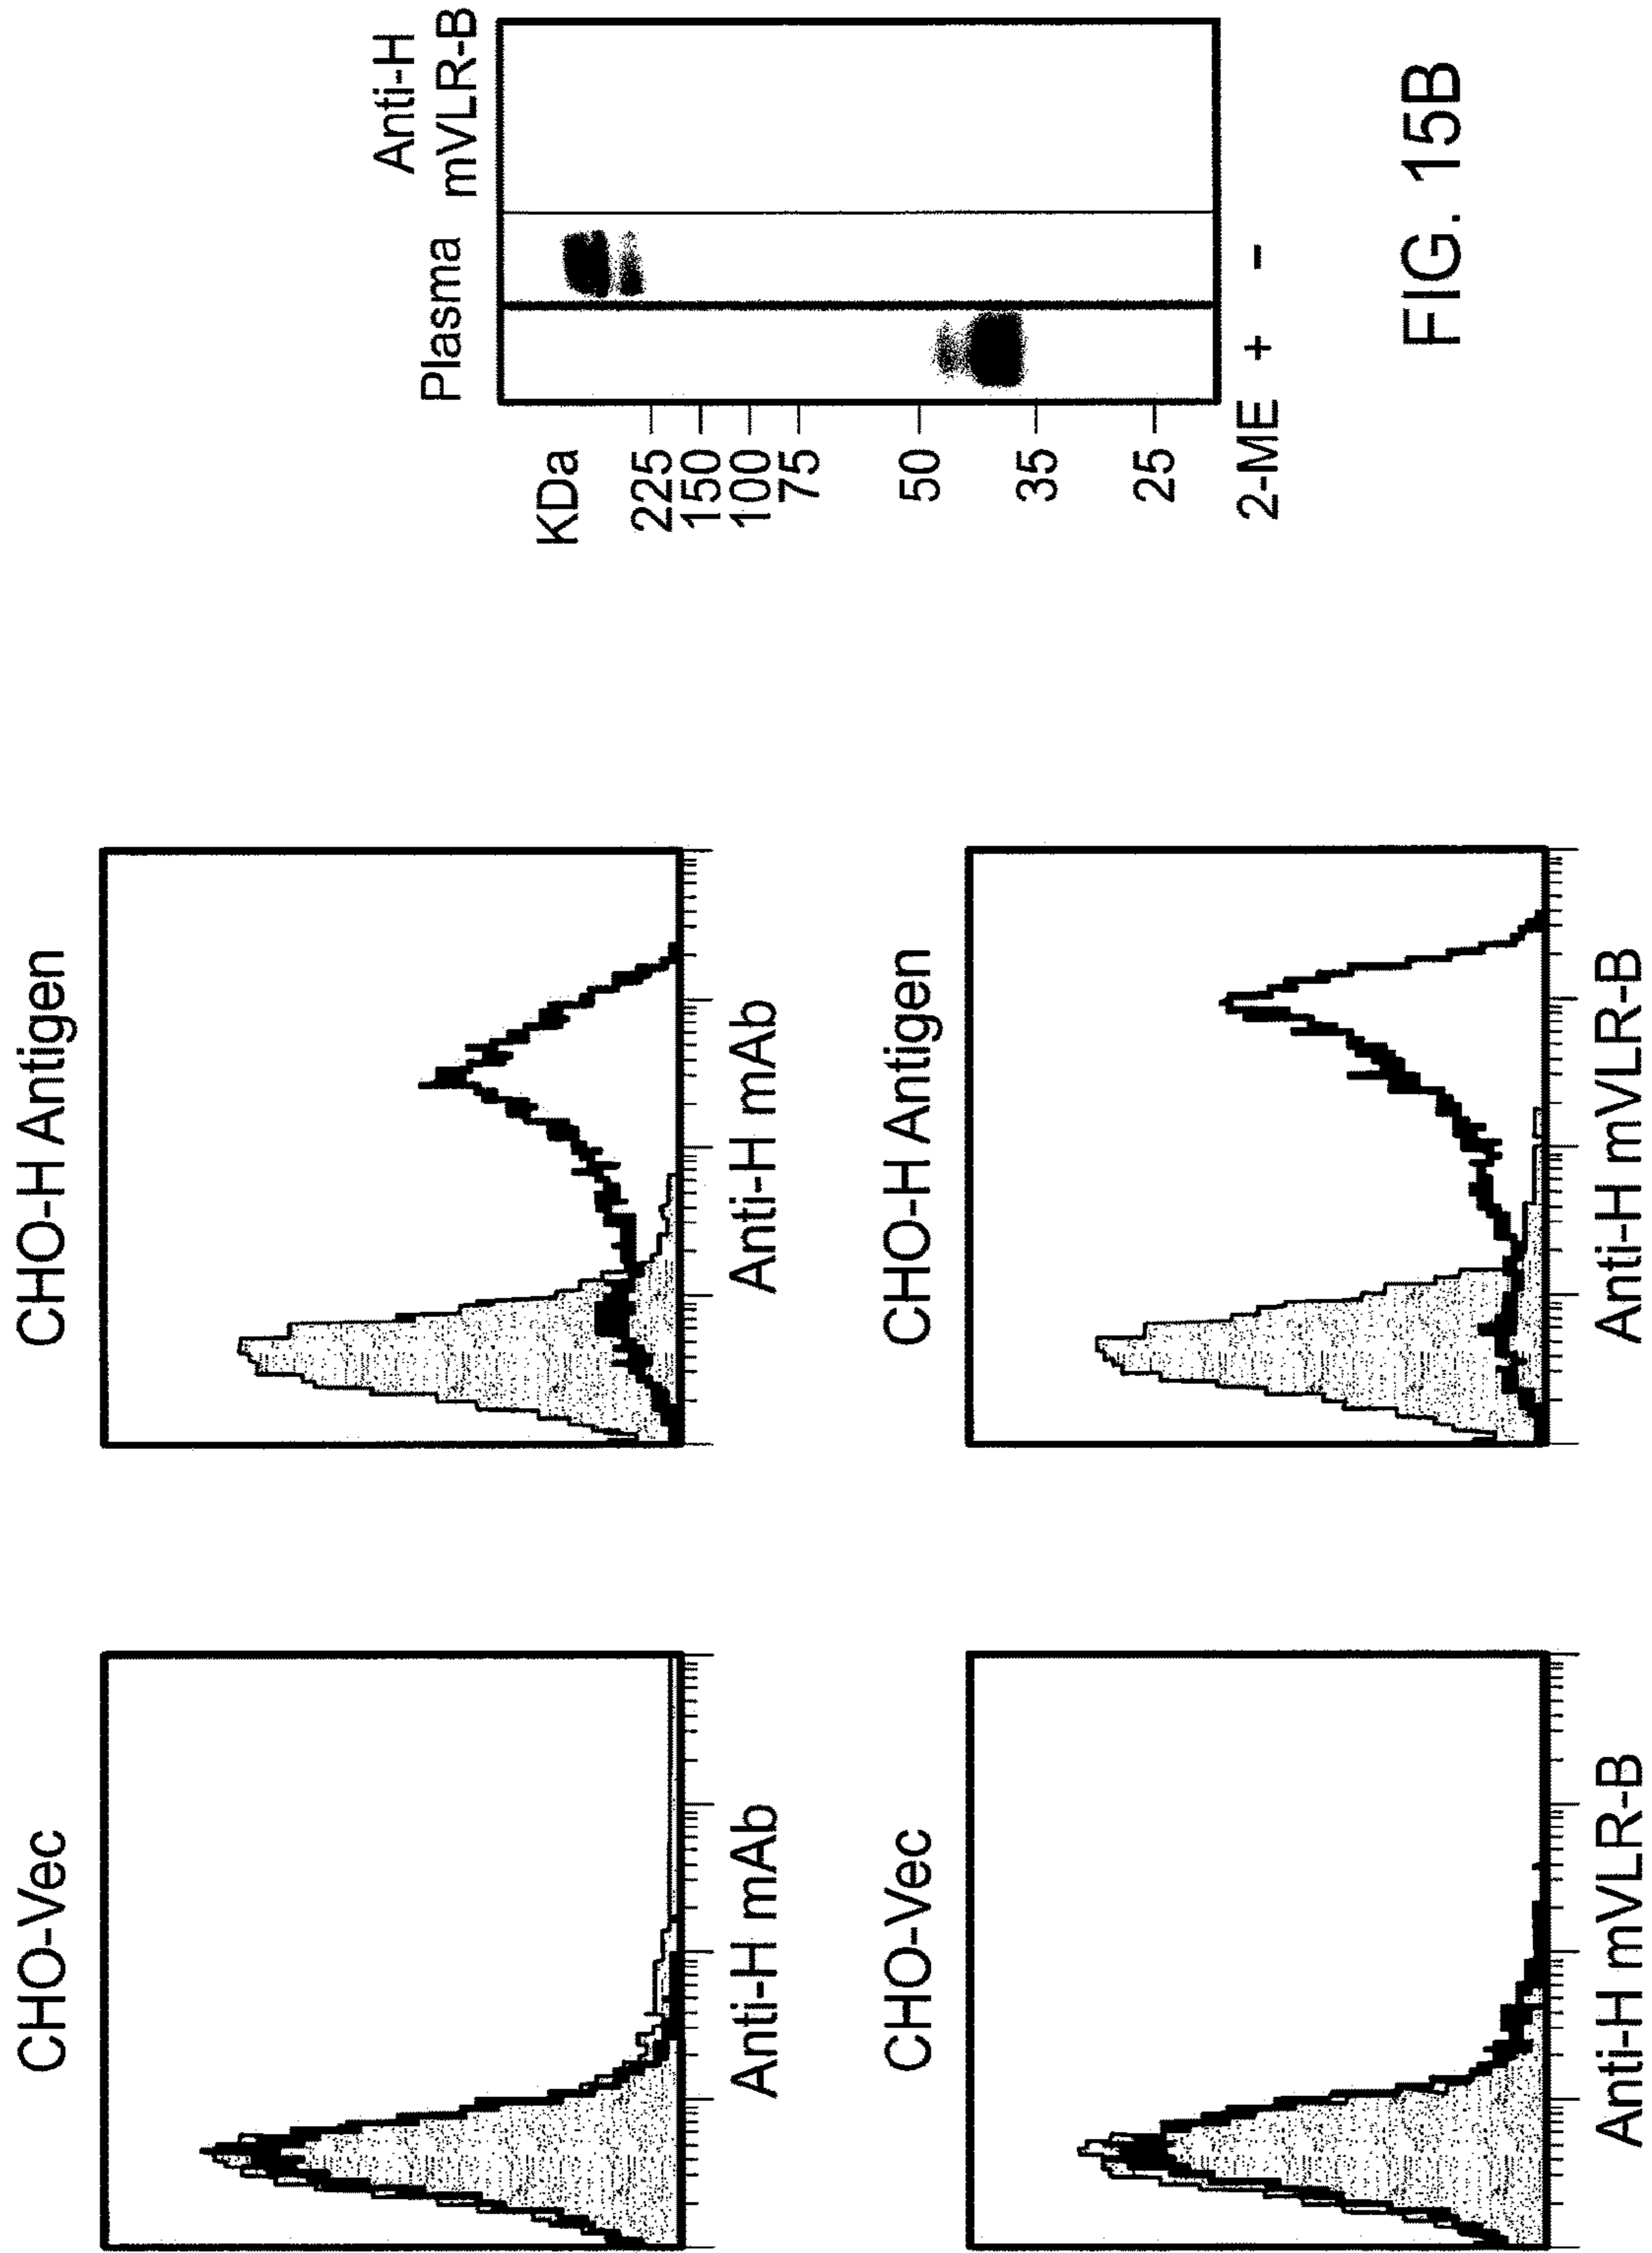 CHO-Vec
CHO-H Antigen
Anti-H mAb
Anti-H mAb
CHO-Vec
CHO-H Antigen
Anti-H mVLR-B
Anti-H mVLR-B
Plasma
Anti-H
mVLR-B
KDa
225
150
100
75
50
35
25
2-ME + −
FIG. 15B